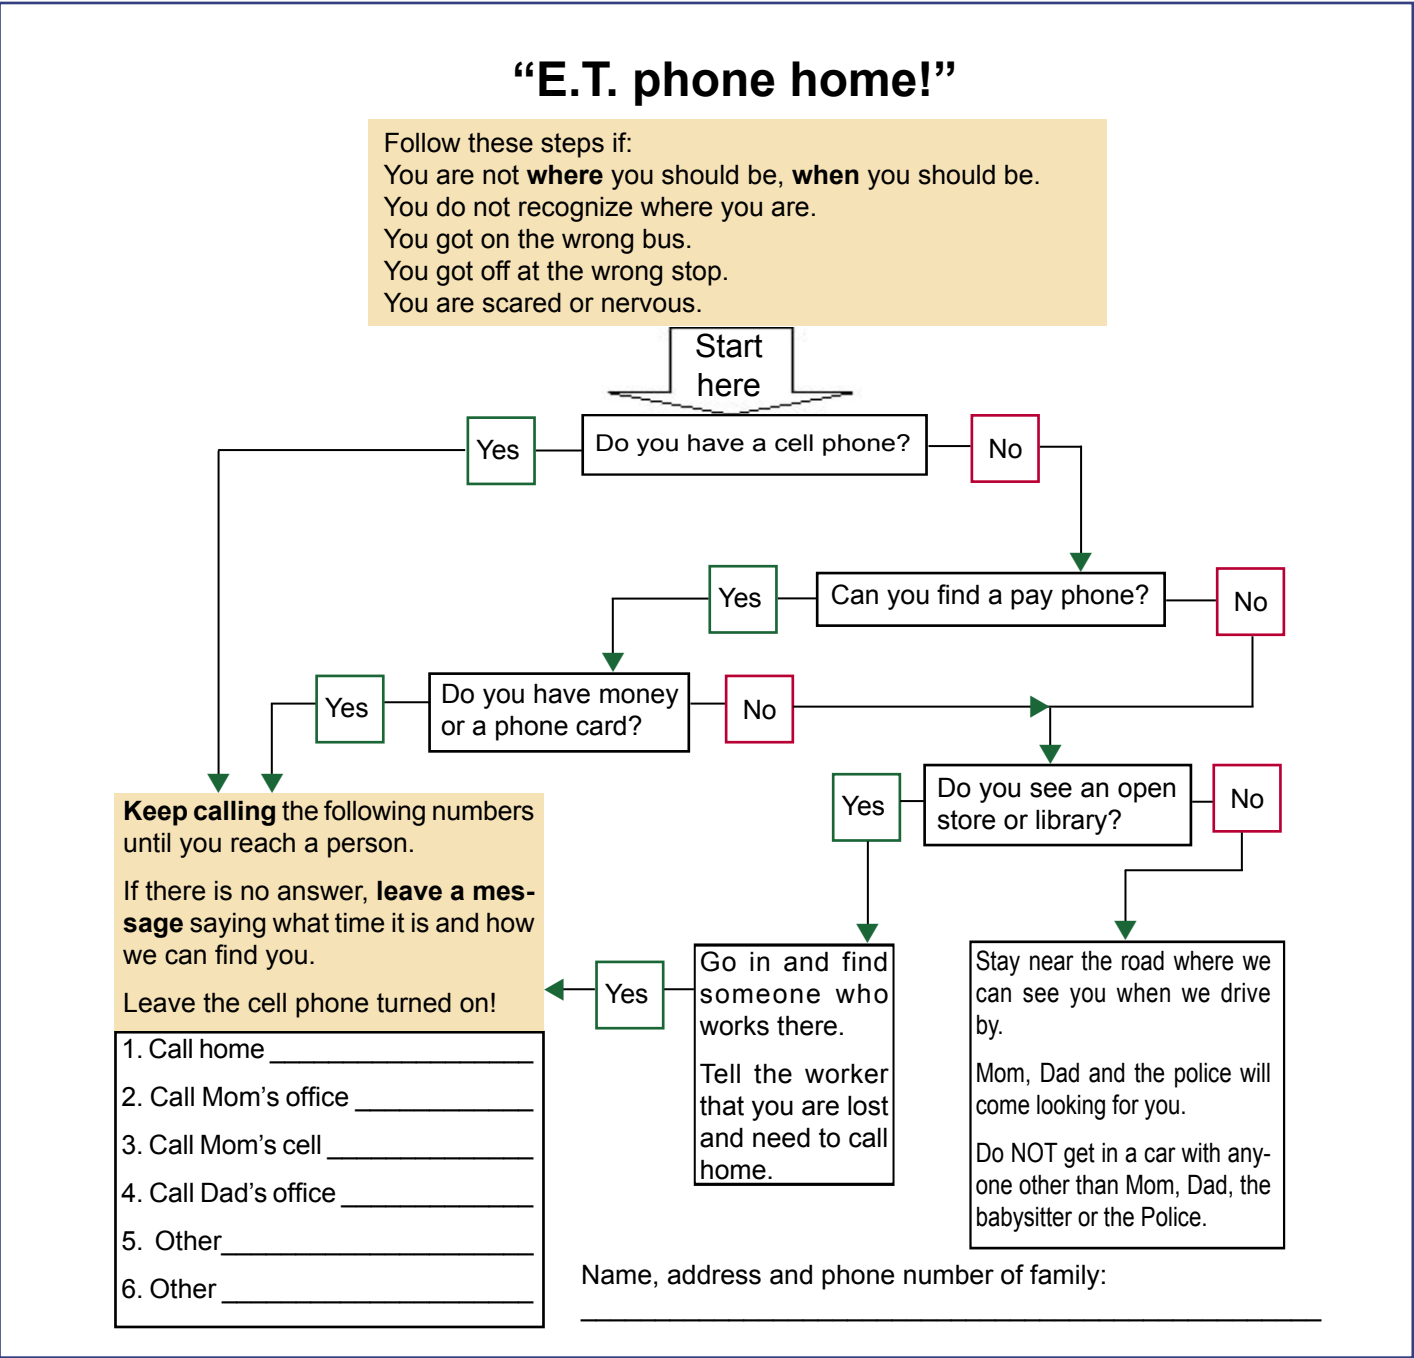 “E.T. phone home!”
Follow these steps if:
You are not where you should be, when you should be.
You do not recognize where you are.
You got on the wrong bus.
You got off at the wrong stop.
You are scared or nervous.
Start
here
Yes
Do you have a cell phone?
No
Yes
Can you find a pay phone?
No
Yes
Do you have money
or a phone card?
No
Yes
Do you see an open
store or library?
No
Keep calling the following numbers
until you reach a person.
If there is no answer, leave a mes-
sage saying what time it is and how
we can find you.
Leave the cell phone turned on!
1. Call home __________________
2. Call Mom’s office ____________
3. Call Mom’s cell ______________
4. Call Dad’s office _____________
5.  Other_____________________
6. Other _____________________
Yes
Go in and find
someone who
works there.
Tell the worker
that you are lost
and need to call
home.
Stay near the road where we
can see you when we drive
by.
Mom, Dad and the police will
come looking for you.
Do NOT get in a car with any-
one other than Mom, Dad, the
babysitter or the Police.
Name, address and phone number of family:
__________________________________________________